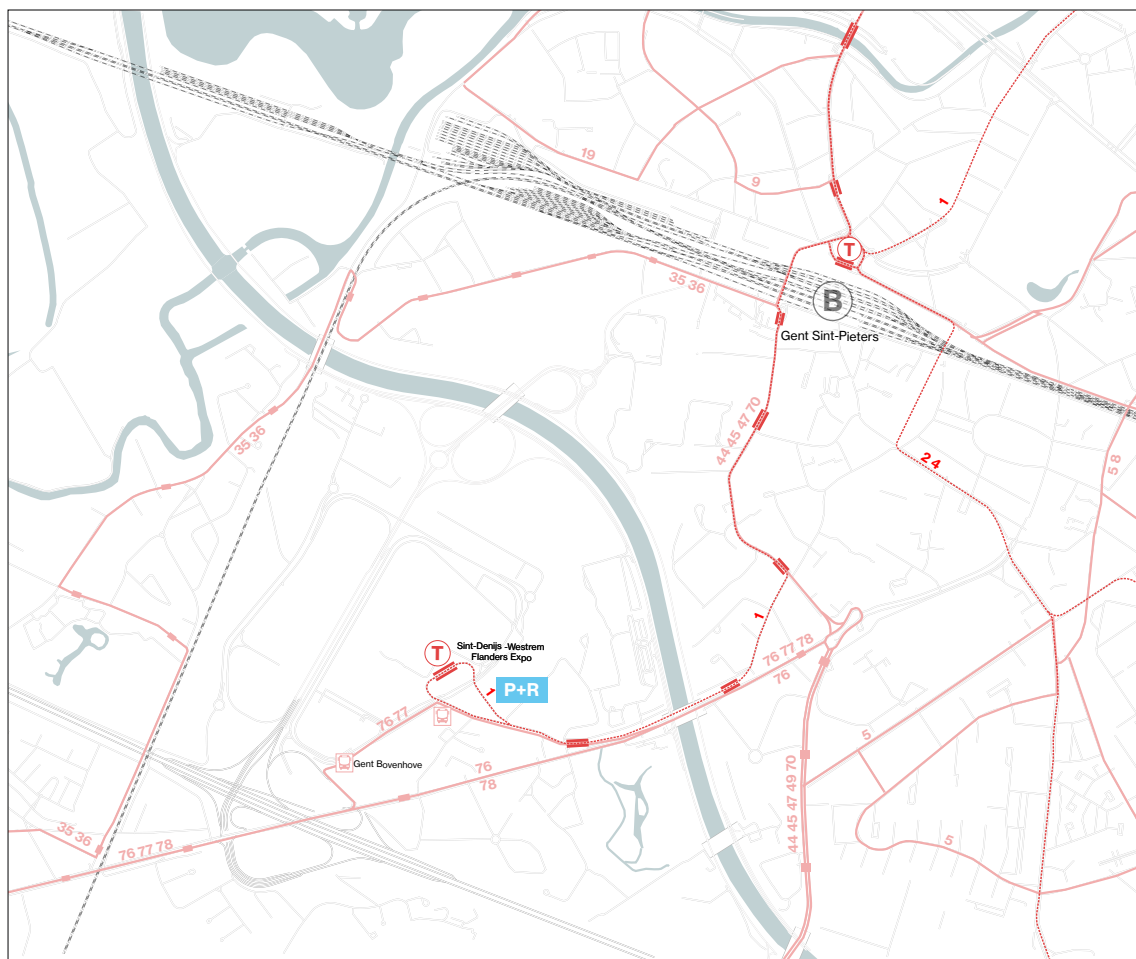 19
9
1
T
35 36
B
Gent Sint-Pieters
44 45 47 70
35 36
2 4
5 8
1
76 77 78
76
T
Sint-Denijs -Westrem
Flanders Expo
1
P+R
76 77
Gent Bovenhove
76
78
5
44 45 47 49 70
35 36
76 77 78
5